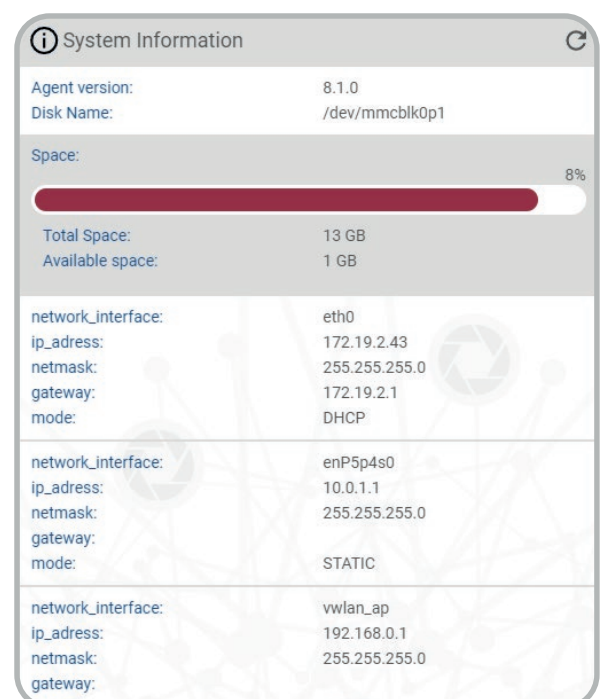 System Information
Agent version: 8.1.0
Disk Name: /dev/mmcblk0p1
Space:
8%
Total Space: 13 GB
Available space: 1 GB
network_interface: eth0
ip_adress: 172.19.2.43
netmask: 255.255.255.0
gateway: 172.19.2.1
mode: DHCP
network_interface: enP5p4s0
ip_adress: 10.0.1.1
netmask: 255.255.255.0
gateway:
mode: STATIC
network_interface: vwlan_ap
ip_adress: 192.168.0.1
netmask: 255.255.255.0
gateway: